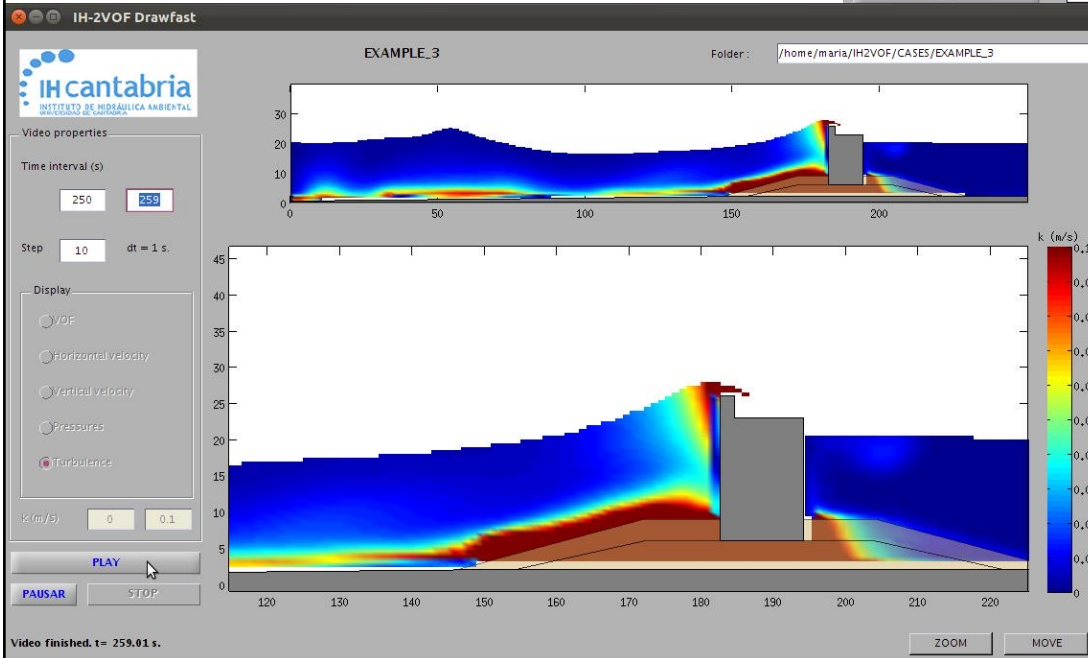 IH-2VOF Drawfast
IH cantabria
INSTITUTO DE HIDRÁULICA AMBIENTAL
UNIVERSIDAD DE CANTABRIA
EXAMPLE_3
Folder :
/home/maria/IH2VOF/CASES/EXAMPLE_3
30
20
10
0
0
50
100
150
200
Video properties
Time interval (s)
250
259
Step
10
dt = 1 s.
Display
VOF
Horizontal velocity
Vertical velocity
Pressures
Turbulence
k(m/s)
0
0.1
PLAY
PAUSAR
STOP
Video finished. t= 259.01 s.
45
40
35
30
25
20
15
10
5
0
120
130
140
150
160
170
180
190
200
210
220
k (m/s)
0
ZOOM
MOVE